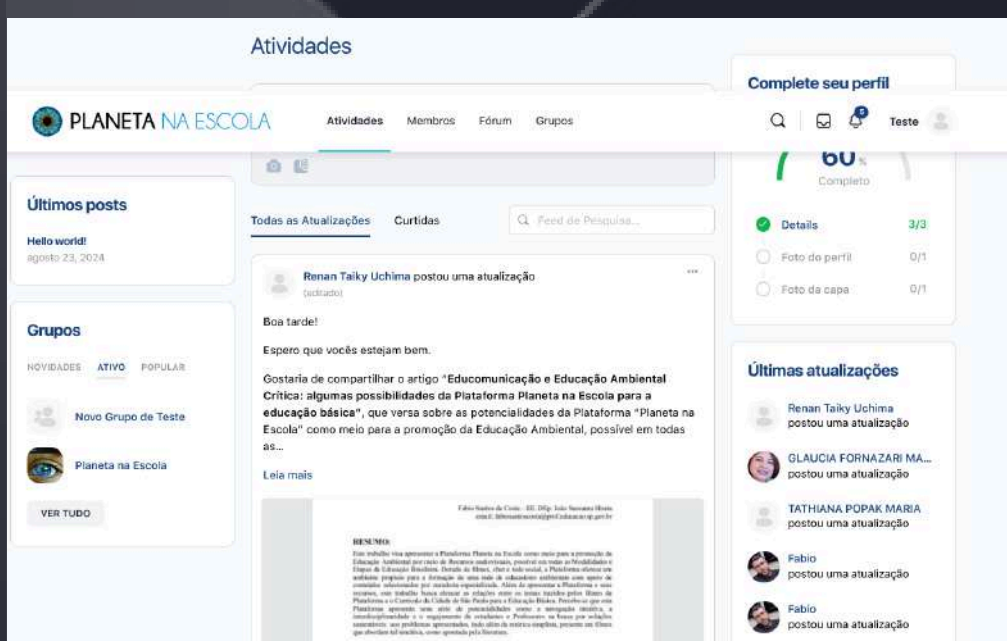 Atividades
Complete seu perfil
PLANETA NA ESCOLA
Atividades
Membros
Fórum
Grupos
5
Teste
60%
Completo
Últimos posts
Hello world!
agosto 23, 2024
Grupos
NOVIDADES ATIVO POPULAR
Novo Grupo de Teste
Planeta na Escola
VER TUDO
Todas as Atualizações
Curtidas
Feed de Pesquisa...
Renan Taiky Uchima postou uma atualização
(editado)
Boa tarde!
Espero que vocês estejam bem.
Gostaria de compartilhar o artigo "Educomunicação e Educação Ambiental
Crítica: algumas possibilidades da Plataforma Planeta na Escola para a
educação básica", que versa sobre as potencialidades da Plataforma "Planeta na
Escola" como meio para a promoção da Educação Ambiental, possível em todas
as...
Leia mais
RESUMO:
Details 3/3
Foto do perfil 0/1
Foto da capa 0/1
Últimas atualizações
Renan Taiky Uchima
postou uma atualização
GLAUCIA FORNAZARI MA...
postou uma atualização
TATHIANA POPAK MARIA
postou uma atualização
Fabio
postou uma atualização
Fabio
postou uma atualização